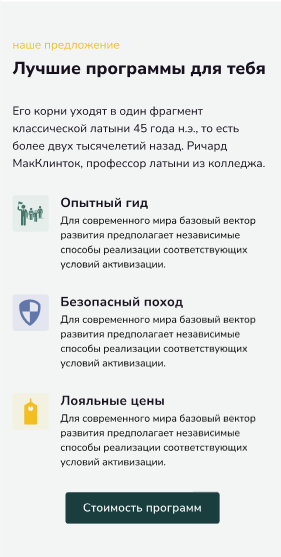 наше предложение
Лучшие программы для тебя
Его корни уходят в один фрагмент
классической латыни 45 года н.э., то есть
более двух тысячелетий назад. Ричард
МакКлинток, профессор латыни из колледжа.
Опытный гид
Для современного мира базовый вектор
развития предполагает независимые
способы реализации соответствующих
условий активизации.
Безопасный поход
Для современного мира базовый вектор
развития предполагает независимые
способы реализации соответствующих
условий активизации.
Лояльные цены
Для современного мира базовый вектор
развития предполагает независимые
способы реализации соответствующих
условий активизации.
Стоимость программ